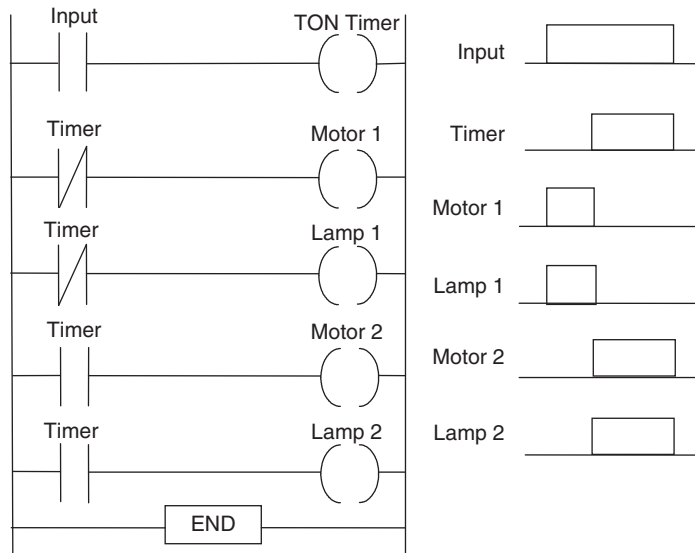 Input
TON Timer
Timer
Motor 1
Timer
Lamp 1
Timer
Motor 2
Timer
Lamp 2
END
Input
Timer
Motor 1
Lamp 1
Motor 2
Lamp 2